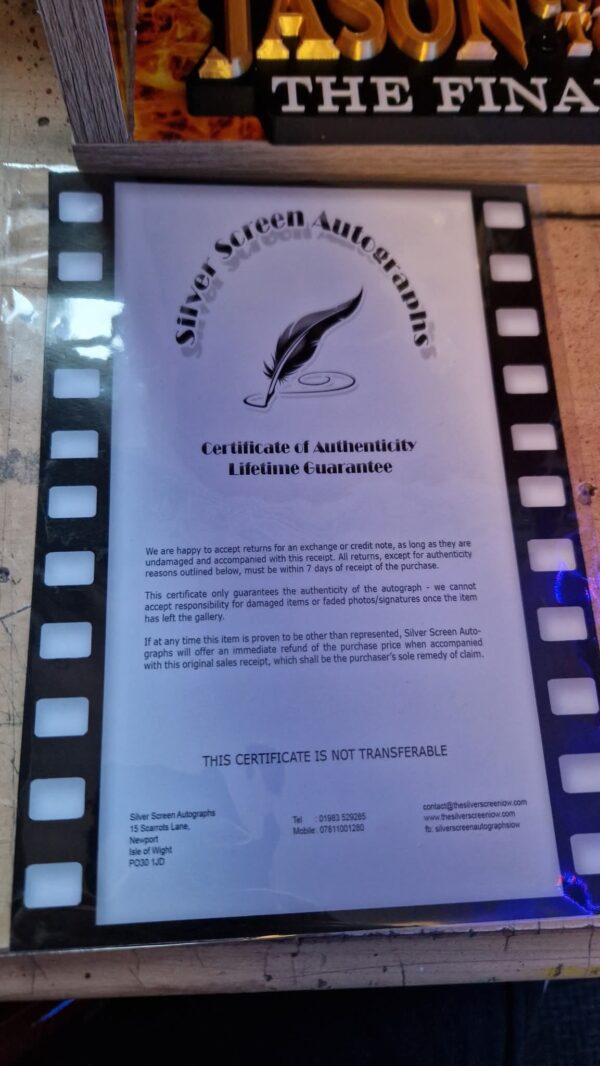 JASON
THE FINA
Silver Screen Autographs
Certificate of Authenticity
Lifetime Guarantee
We are happy to accept returns for an exchange or credit note, as long as they are
undamaged and accompanied with this receipt. All returns, except for authenticity
reasons outlined below, must be within 7 days of receipt of the purchase.
This certificate only guarantees the authenticity of the autograph - we cannot
accept responsibility for damaged items or faded photos/signatures once the item
has left the gallery.
If at any time this item is proven to be other than represented, Silver Screen Auto-
graphs will offer an immediate refund of the purchase price when accompanied
with this original sales receipt, which shall be the purchaser's sole remedy of claim.
THIS CERTIFICATE IS NOT TRANSFERABLE
Silver Screen Autographs
15 Scarrots Lane,
Newport
Isle of Wight
PO30 1JD
Tel : 01983 529285
Mobile: 07811001280
contact@thesilverscreeniow.com
www.thesilverscreeniow.com
fb: silverscreenautographsiow